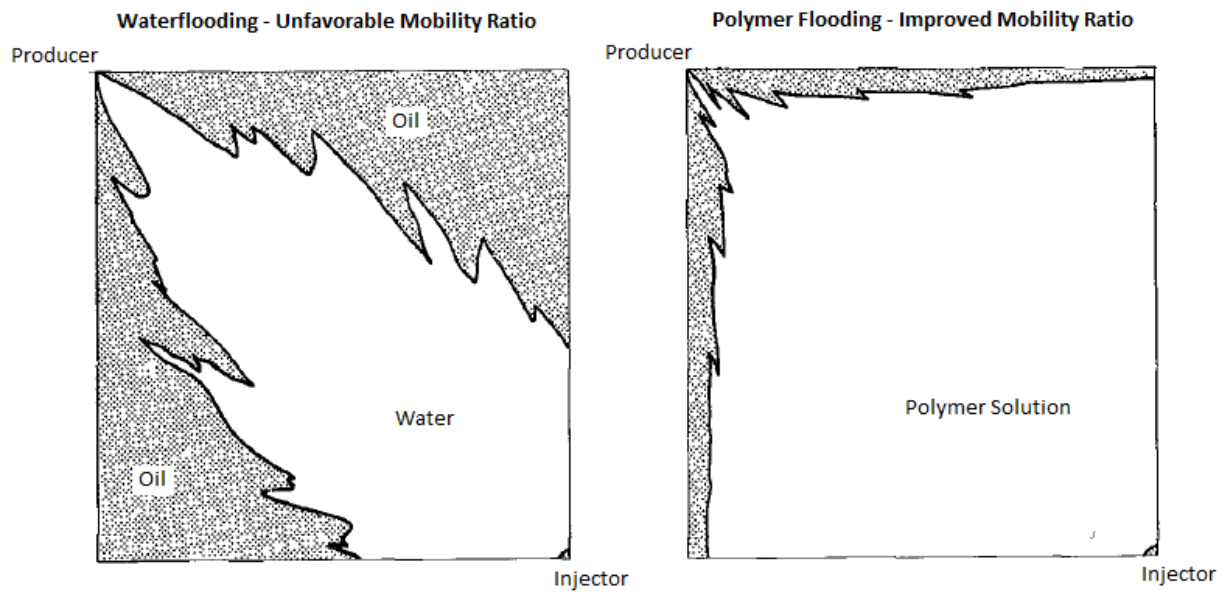 Waterflooding - Unfavorable Mobility Ratio
Producer
Oil
Water
Oil
Injector
Polymer Flooding - Improved Mobility Ratio
Producer
Polymer Solution
Injector